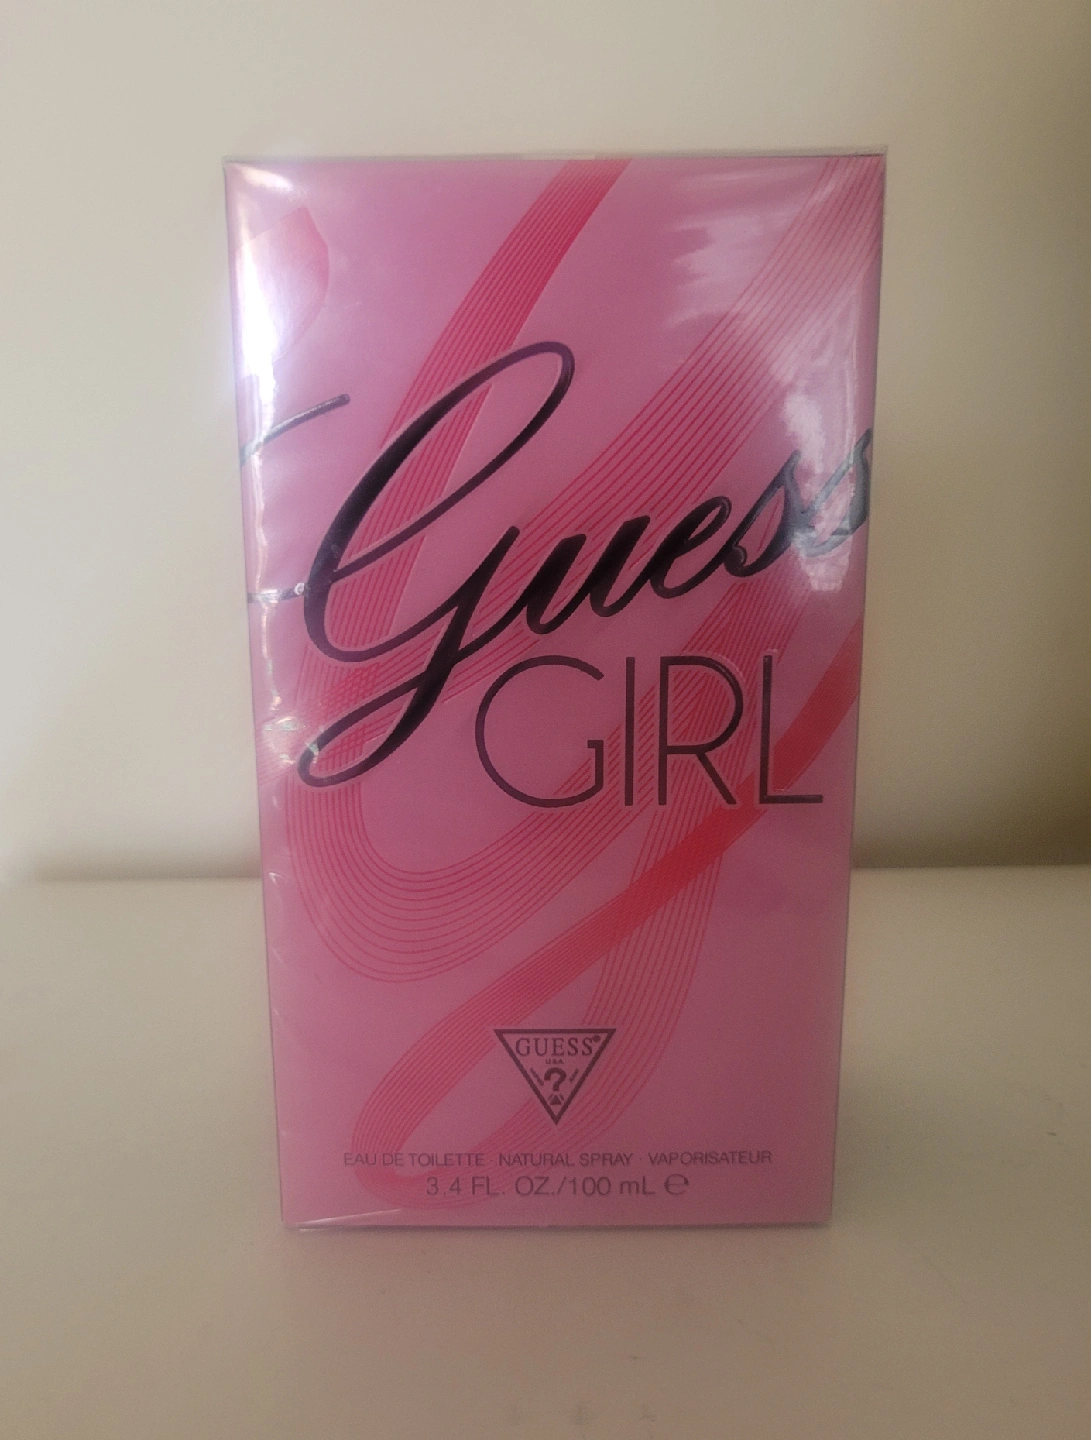 Guess
GIRL
GUESS®
USA
?
EAU DE TOILETTE · NATURAL SPRAY · VAPORISATEUR
3.4 FL. OZ./100 mL ℮